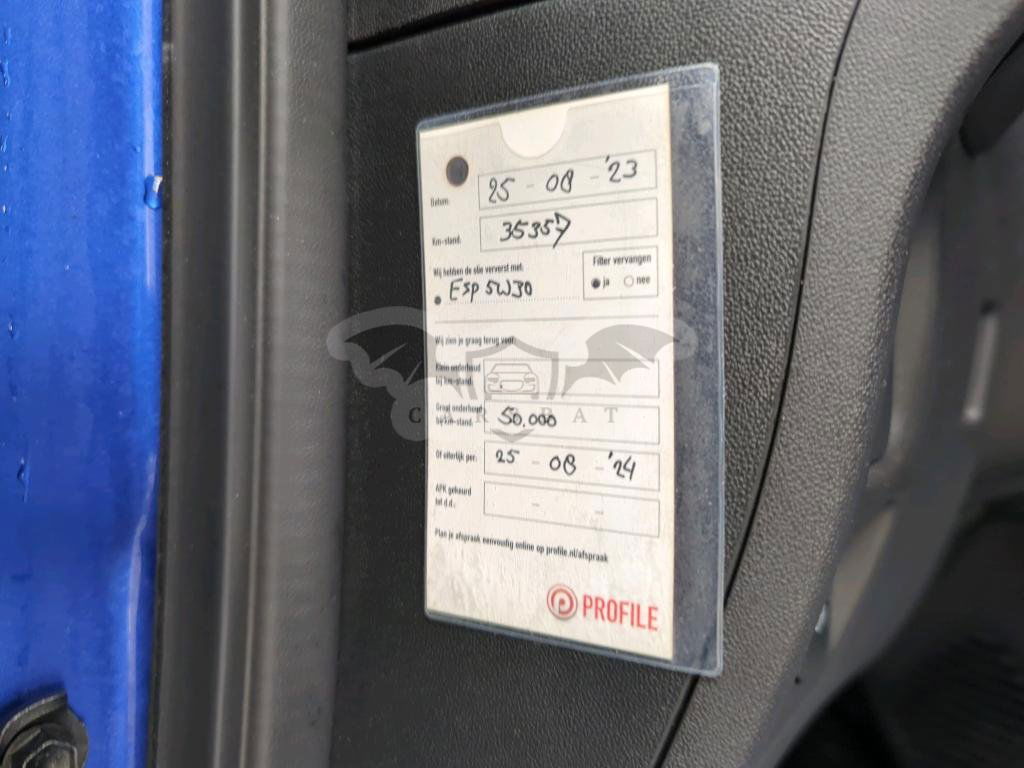 Datum: 25 - 08 - '23
Km-stand: 35357
Wij hebben de olie ververst met:
ESP 5W30
Filter vervangen
ja nee
Wij zien je graag terug voor:
Klein onderhoud
bij km-stand:
Groot onderhoud
bij km-stand: 50.000
CAR BAT
Of uiterlijk per: 25 - 08 - '24
APK gekeurd
tot d.d.: - -
Plan je afspraak eenvoudig online op profile.nl/afspraak
PROFILE